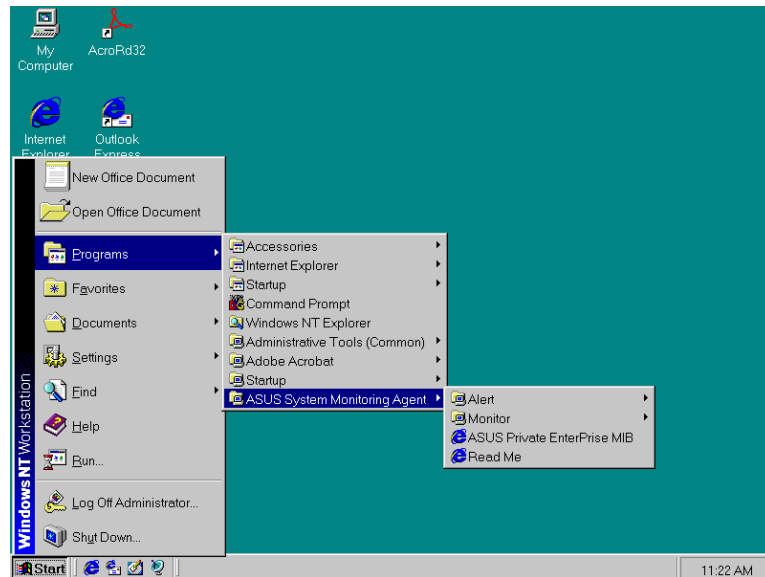 My
Computer
AcroRd32
Internet
Explorer
Outlook
Express
New Office Document
Open Office Document
Programs
Favorites
Documents
Settings
Find
Help
Run...
Log Off Administrator...
Shut Down...
Windows NT Workstation
Accessories
Internet Explorer
Startup
Command Prompt
Windows NT Explorer
Administrative Tools (Common)
Adobe Acrobat
Startup
ASUS System Monitoring Agent
Alert
Monitor
ASUS Private EnterPrise MIB
Read Me
Start
11:22 AM